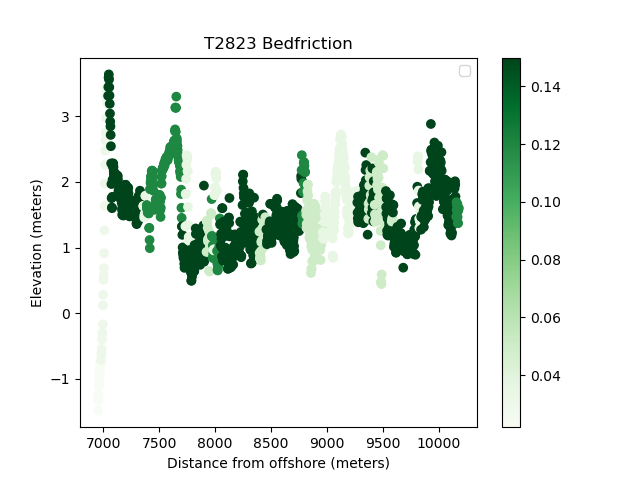 T2823 Bedfriction
Elevation (meters)
3
2
1
0
−1
7000 7500 8000 8500 9000 9500 10000
Distance from offshore (meters)
0.14
0.12
0.10
0.08
0.06
0.04